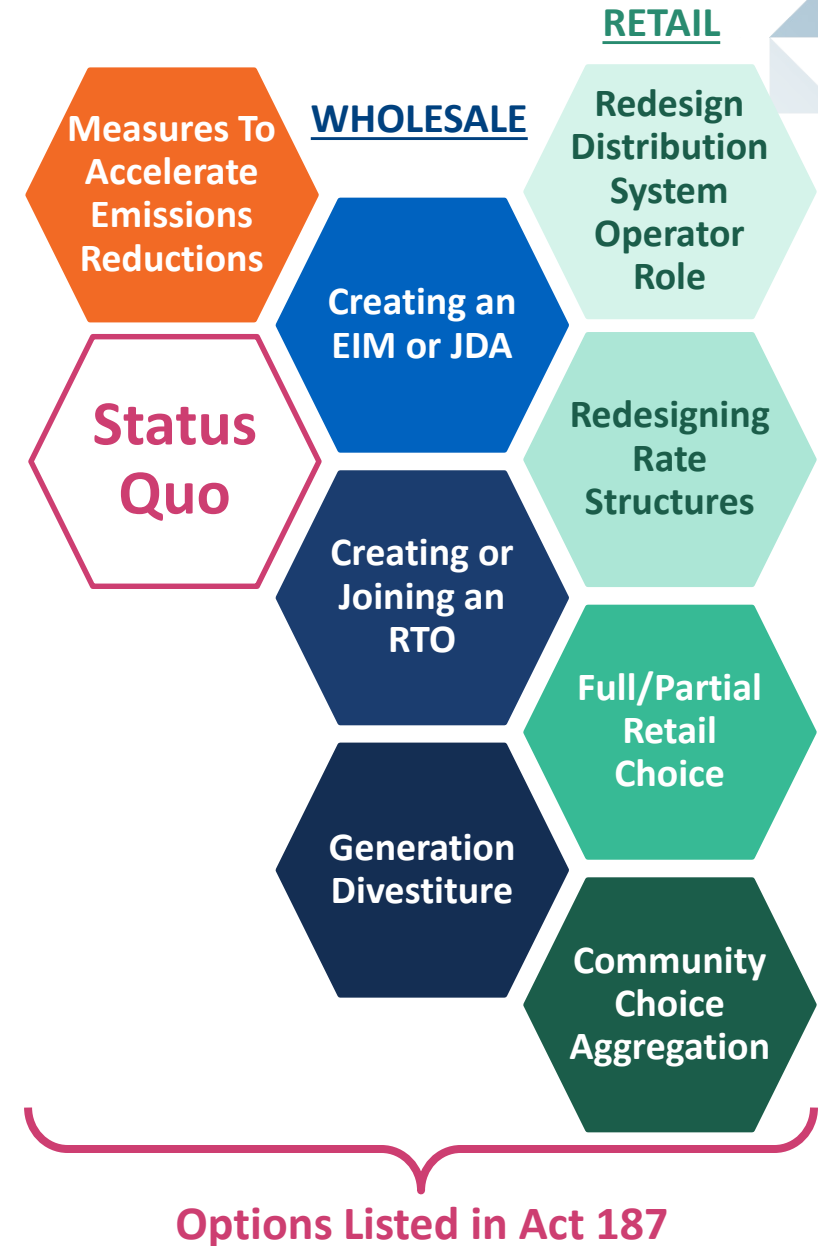 Measures To
Accelerate
Emissions
Reductions
Status
Quo
WHOLESALE
Creating an
EIM or JDA
Creating or
Joining an
RTO
Generation
Divestiture
RETAIL
Redesign
Distribution
System
Operator
Role
Redesigning
Rate
Structures
Full/Partial
Retail
Choice
Community
Choice
Aggregation
Options Listed in Act 187